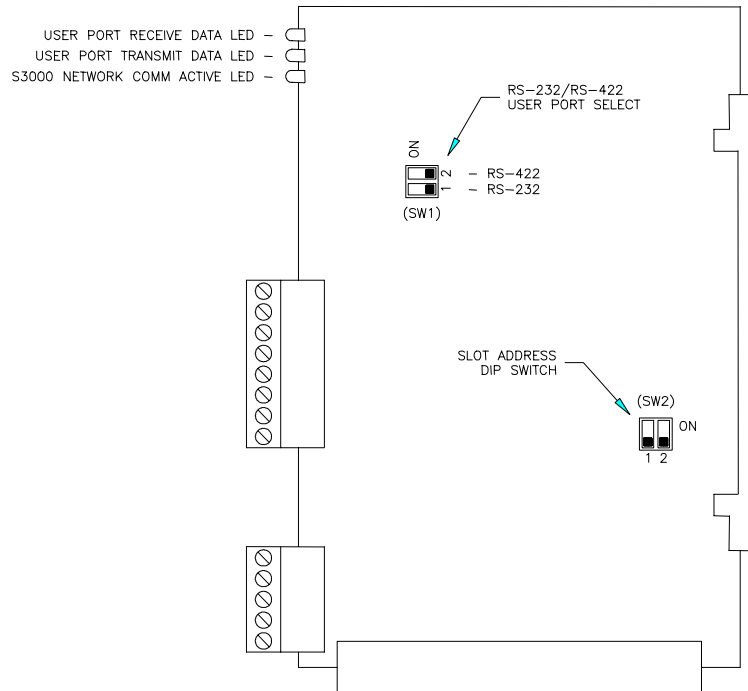 USER PORT RECEIVE DATA LED –
USER PORT TRANSMIT DATA LED –
S3000 NETWORK COMM ACTIVE LED –
RS–232/RS–422
USER PORT SELECT
ON
2 – RS–422
1 – RS–232
(SW1)
SLOT ADDRESS
DIP SWITCH
(SW2)
ON
1 2